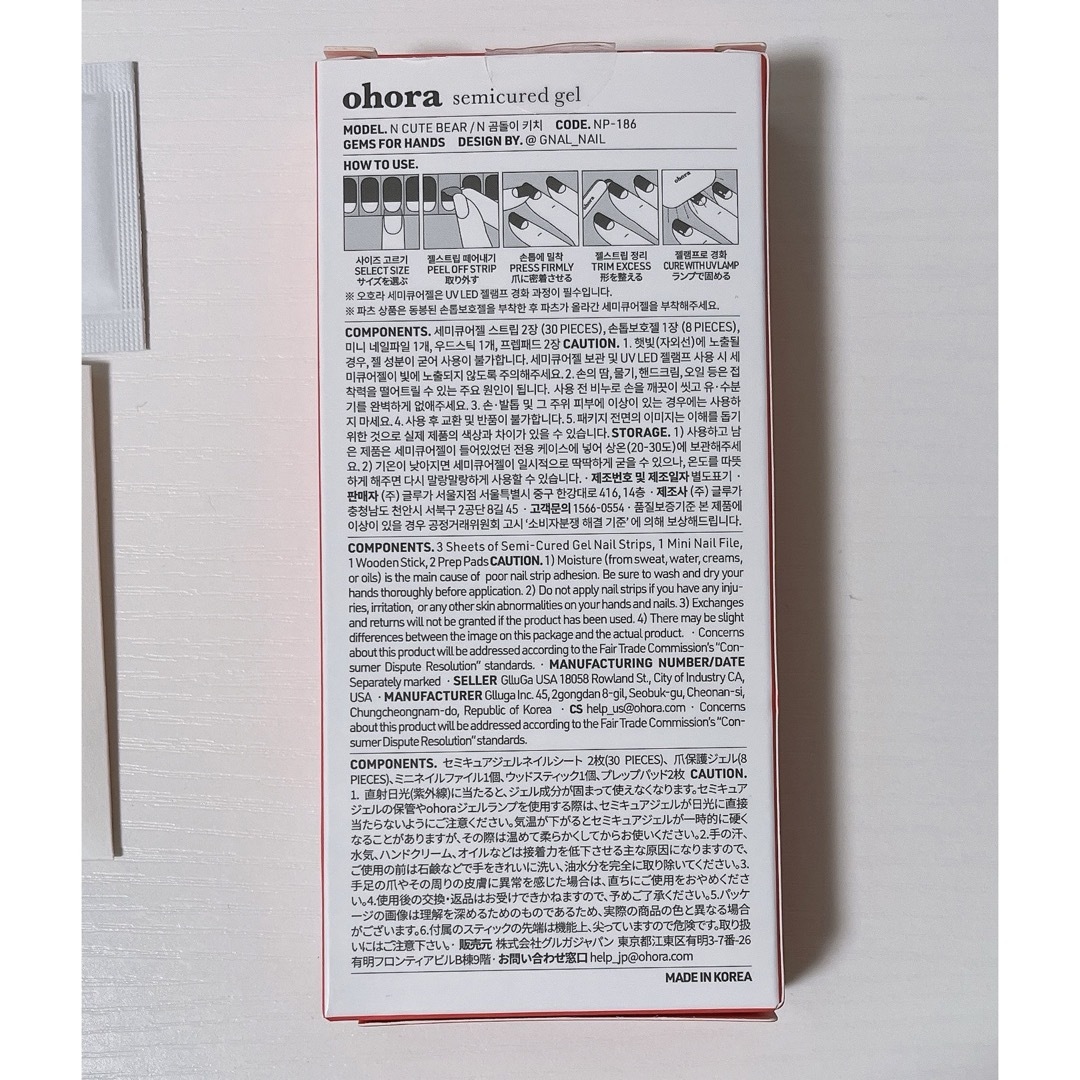 ohora semicured gel
MODEL. N CUTE BEAR / N 곰돌이 키치 CODE. NP-186
GEMS FOR HANDS DESIGN BY. @ GNAL_NAIL
HOW TO USE.
ohora
ohora
사이즈 고르기
SELECT SIZE
サイズを選ぶ
젤스트립 떼어내기
PEEL OFF STRIP
取り外す
손톱에 밀착
PRESS FIRMLY
爪に密着させる
젤스트립 정리
TRIM EXCESS
形を整える
젤램프로 경화
CURE WITH UV LAMP
ランプで固める
※ 오호라 세미큐어젤은 UV LED 젤램프 경화 과정이 필수입니다.
※ 파츠 상품은 동봉된 손톱보호젤을 부착한 후 파츠가 올라간 세미큐어젤을 부착해주세요.
COMPONENTS. 세미큐어젤 스트립 2장 (30 PIECES), 손톱보호젤 1장 (8 PIECES),
미니 네일파일 1개, 우드스틱 1개, 프렙패드 2장 CAUTION. 1. 햇빛(자외선)에 노출될
경우, 젤 성분이 굳어 사용이 불가합니다. 세미큐어젤 보관 및 UV LED 젤램프 사용 시 세
미큐어젤이 빛에 노출되지 않도록 주의해주세요. 2. 손의 땀, 물기, 핸드크림, 오일 등은 접
착력을 떨어트릴 수 있는 주요 원인이 됩니다. 사용 전 비누로 손을 깨끗이 씻고 유·수분
기를 완벽하게 없애주세요. 3. 손·발톱 및 그 주위 피부에 이상이 있는 경우에는 사용하
지 마세요. 4. 사용 후 교환 및 반품이 불가합니다. 5. 패키지 전면의 이미지는 이해를 돕기
위한 것으로 실제 제품의 색상과 차이가 있을 수 있습니다. STORAGE. 1) 사용하고 남
은 제품은 세미큐어젤이 들어있었던 전용 케이스에 넣어 상온(20-30도)에 보관해주세
요. 2) 기온이 낮아지면 세미큐어젤이 일시적으로 딱딱하게 굳을 수 있으나, 온도를 따뜻
하게 해주면 다시 말랑말랑하게 사용할 수 있습니다. · 제조번호 및 제조일자 별도표기 ·
판매자 (주) 글루가 서울지점 서울특별시 중구 한강대로 416, 14층 · 제조사 (주) 글루가
충청남도 천안시 서북구 2공단 8길 45 · 고객문의 1566-0554 · 품질보증기준 본 제품에
이상이 있을 경우 공정거래위원회 고시 '소비자분쟁 해결 기준' 에 의해 보상해드립니다.
COMPONENTS. 3 Sheets of Semi-Cured Gel Nail Strips, 1 Mini Nail File,
1 Wooden Stick, 2 Prep Pads CAUTION. 1) Moisture (from sweat, water, creams,
or oils) is the main cause of poor nail strip adhesion. Be sure to wash and dry your
hands thoroughly before application. 2) Do not apply nail strips if you have any inju-
ries, irritation, or any other skin abnormalities on your hands and nails. 3) Exchanges
and returns will not be granted if the product has been used. 4) There may be slight
differences between the image on this package and the actual product. · Concerns
about this product will be addressed according to the Fair Trade Commission's "Con-
sumer Dispute Resolution" standards. · MANUFACTURING NUMBER/DATE
Separately marked · SELLER GlluGa USA 18058 Rowland St., City of Industry CA,
USA · MANUFACTURER Glluga Inc. 45, 2gongdan 8-gil, Seobuk-gu, Cheonan-si,
Chungcheongnam-do, Republic of Korea · CS help_us@ohora.com · Concerns
about this product will be addressed according to the Fair Trade Commission's "Con-
sumer Dispute Resolution" standards.
COMPONENTS. セミキュアジェルネイルシート 2枚(30 PIECES)、爪保護ジェル(8
PIECES)、ミニネイルファイル1個、ウッドスティック1個、プレップパッド2枚 CAUTION.
1. 直射日光(紫外線)に当たると、ジェル成分が固まって使えなくなります。セミキュア
ジェルの保管やohoraジェルランプを使用する際は、セミキュアジェルが日光に直接
当たらないようにご注意ください。気温が下がるとセミキュアジェルが一時的に硬く
なることがありますが、その際は温めて柔らかくしてからお使いください。2.手の汗、
水気、ハンドクリーム、オイルなどは接着力を低下させる主な原因になりますので、
ご使用の前は石鹸などで手をきれいに洗い、油水分を完全に取り除いてください。3.
手足の爪やその周りの皮膚に異常を感じた場合は、直ちにご使用をおやめくださ
い。4.使用後の交換・返品はお受けできかねますので、予めご了承ください。5.パッケ
ージの画像は理解を深めるためのものであるため、実際の商品の色と異なる場合
がございます。6.付属のスティックの先端は機能上、尖っていますので危険です。取り扱
いにはご注意下さい。· 販売元 株式会社グルガジャパン 東京都江東区有明3-7番-26
有明フロンティアビルB棟9階 · お問い合わせ窓口 help_jp@ohora.com
MADE IN KOREA